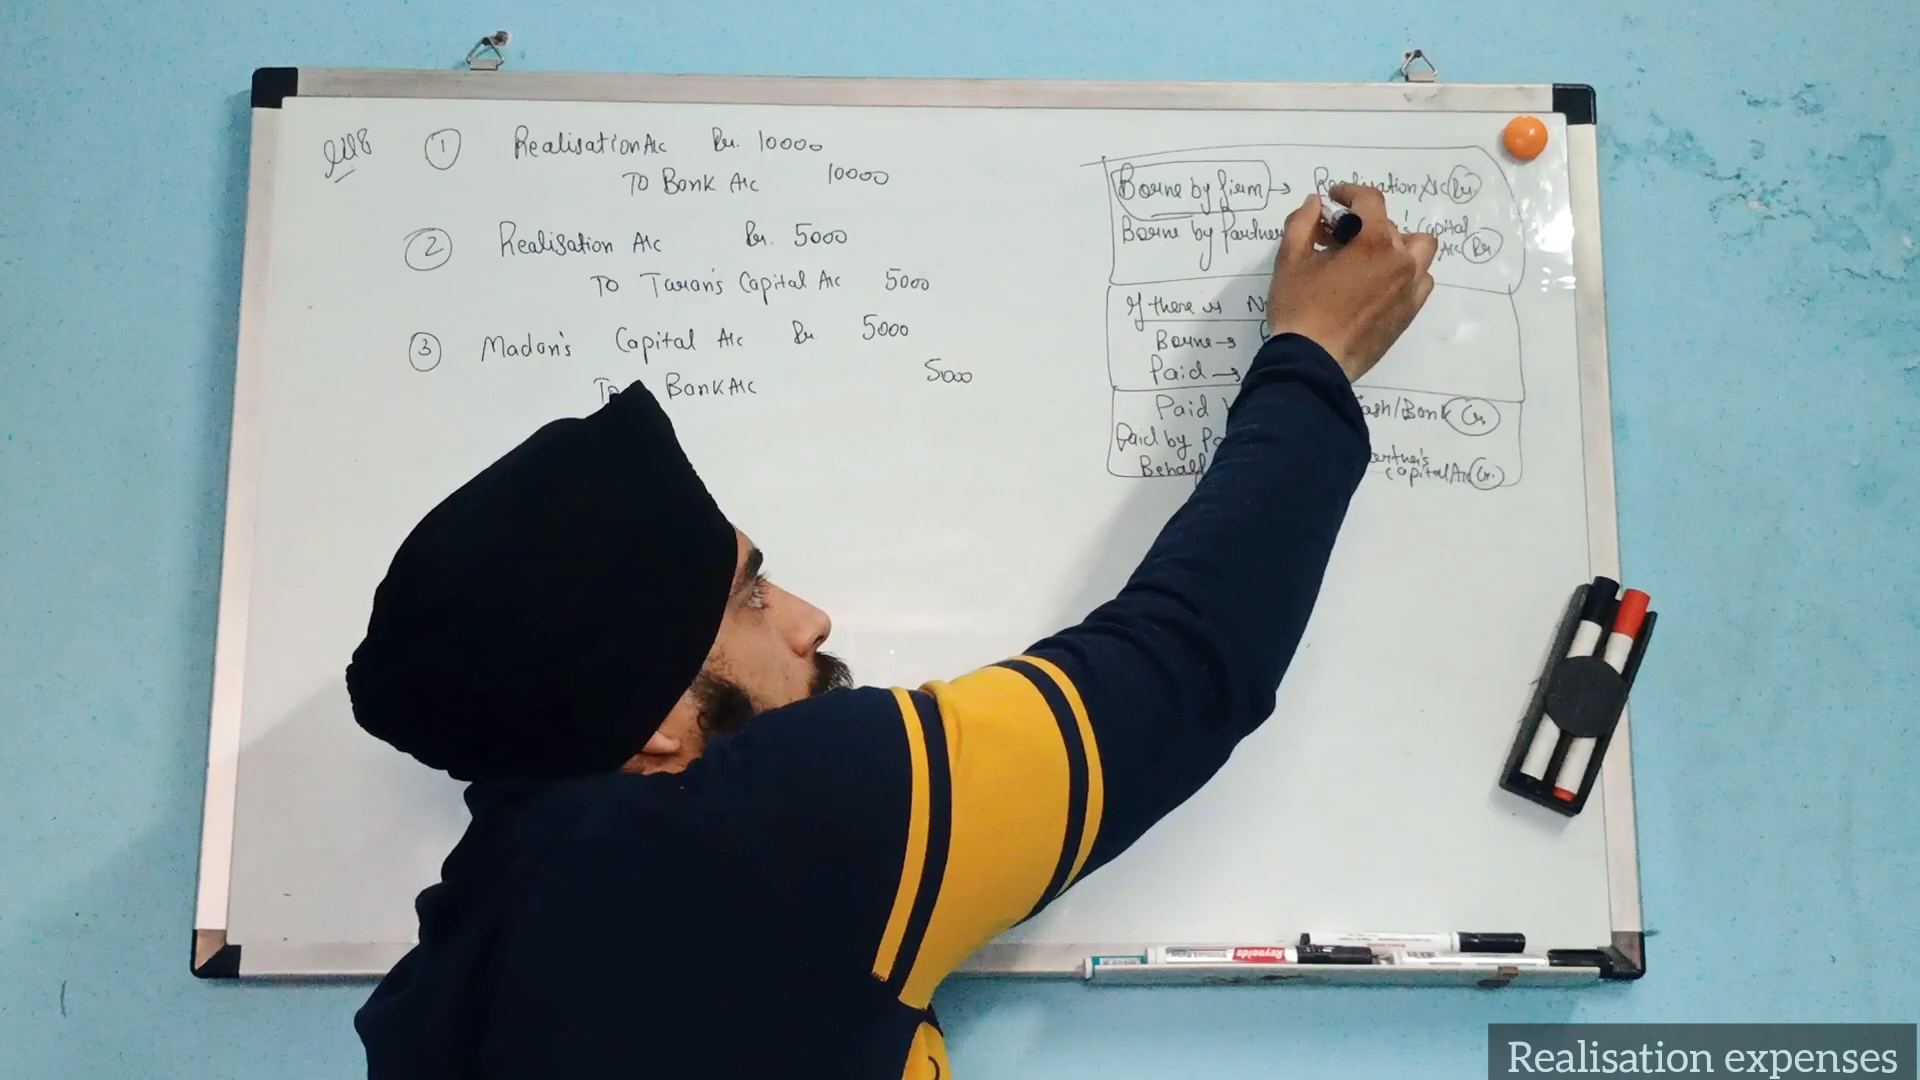 1 Realisation A/c Dr. 10000
To Bank A/c 10000
2 Realisation A/c Dr. 5000
To Taran's Capital A/c 5000
3 Madan's Capital A/c Dr 5000
To Bank A/c 5000
Borne by firm → Realisation A/c Dr
Borne by Partner 's Capital
A/c Dr
If there is
Borne →
Paid →
Paid Cash/Bank Cr.
Paid by Partner's
Behalf Capital A/c Cr.
Reynolds
Realisation expenses